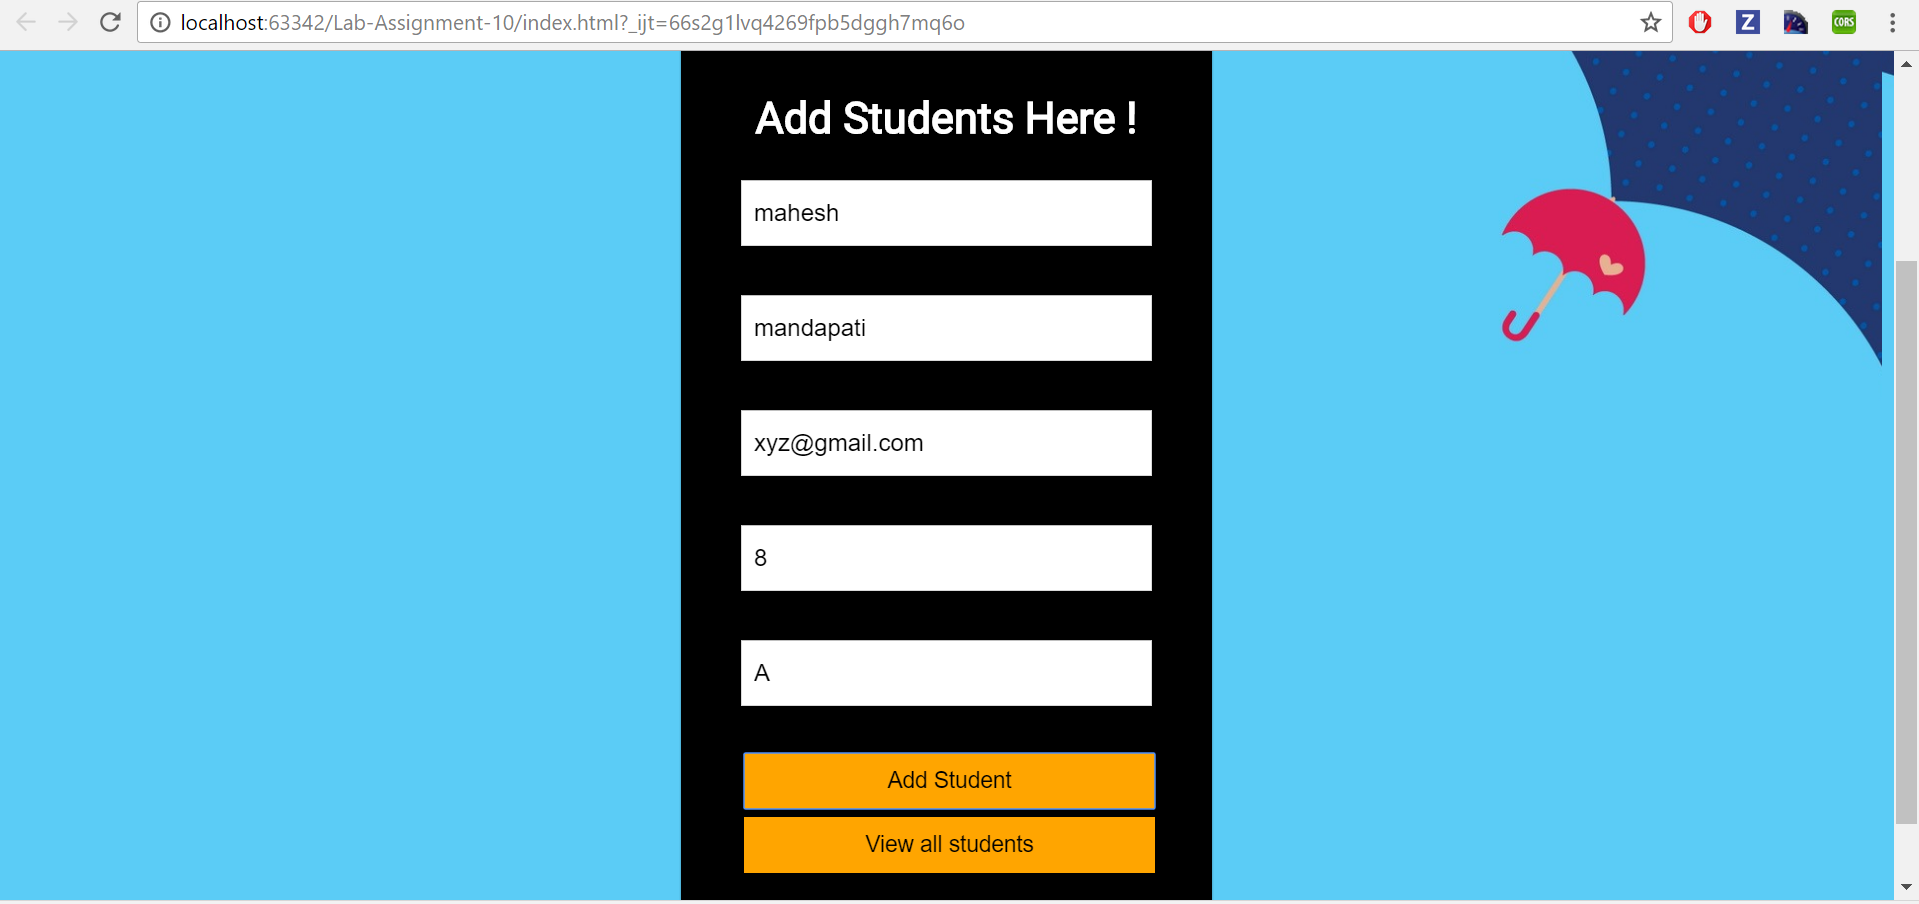 localhost:63342/Lab-Assignment-10/index.html?_ijt=66s2g1lvq4269fpb5dggh7mq6o
Z
CORS
Add Students Here !
mahesh
mandapati
xyz@gmail.com
8
A
Add Student
View all students